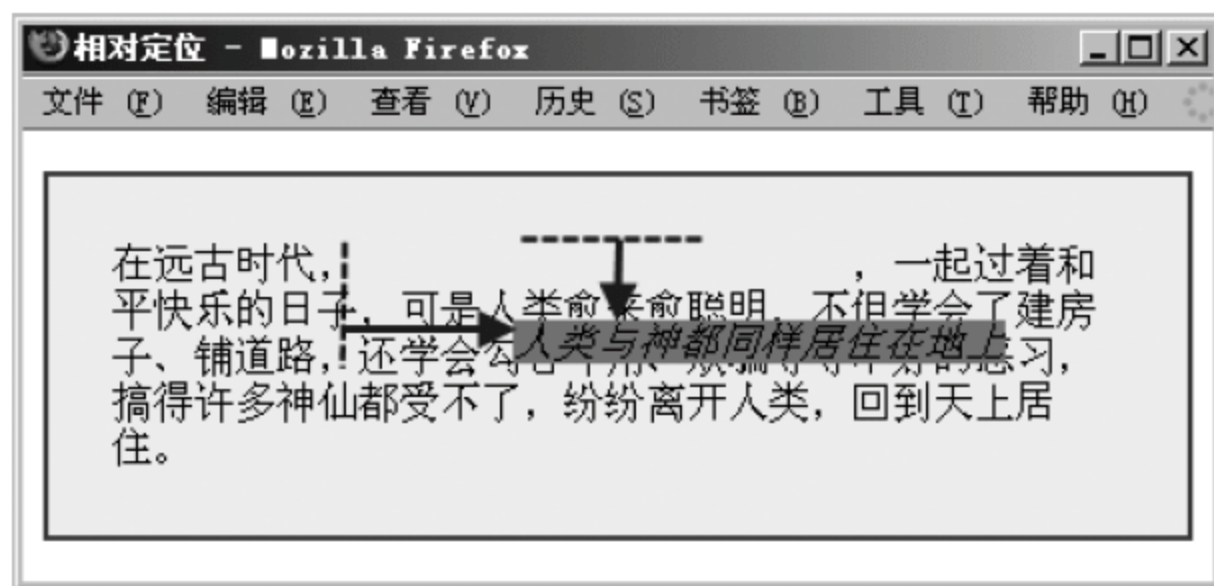 相对定位 - Mozilla Firefox
文件 (F) 编辑 (E) 查看 (V) 历史 (S) 书签 (B) 工具 (T) 帮助 (H)
在远古时代, ，一起过着和
平快乐的日子，可是人类愈来愈聪明，不但学会了建房
人类与神都同样居住在地上
子、铺道路，还学会 恶习，
搞得许多神仙都受不了，纷纷离开人类，回到天上居
住。